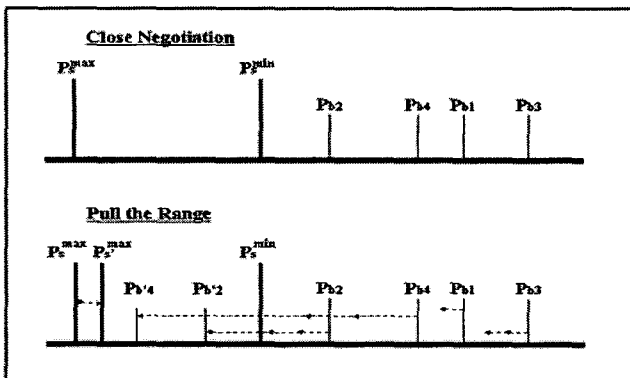 Close Negotiation
Ps^max Ps^min
Pb2 Pb4 Pb1 Pb3
Pull the Range
Ps^max Ps'^max Ps^min
Pb'4 Pb'2 Pb2 Pb4 Pb1 Pb3